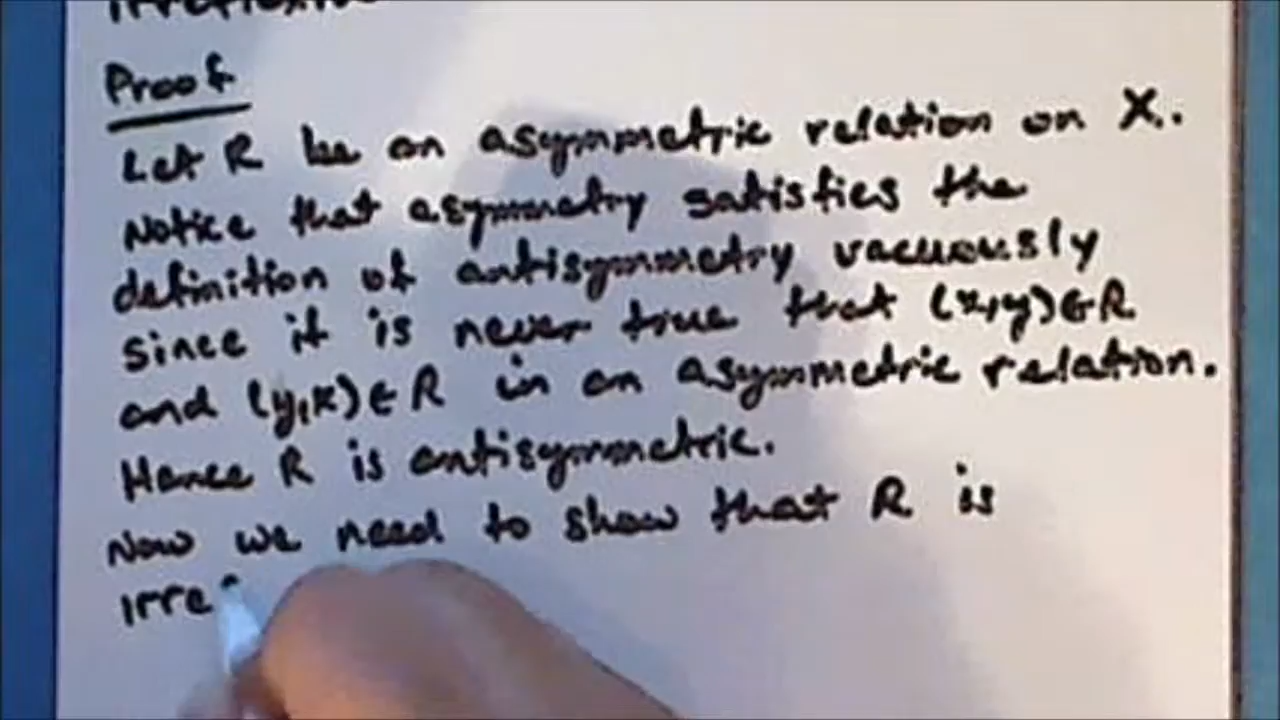 Proof
Let R be an asymmetric relation on X.
Notice that asymmetry satisfies the
definition of antisymmetry vacuously
since it is never true that (x,y)∈R
and (y,x)∈R in an asymmetric relation.
Hence R is antisymmetric.
Now we need to show that R is
irre